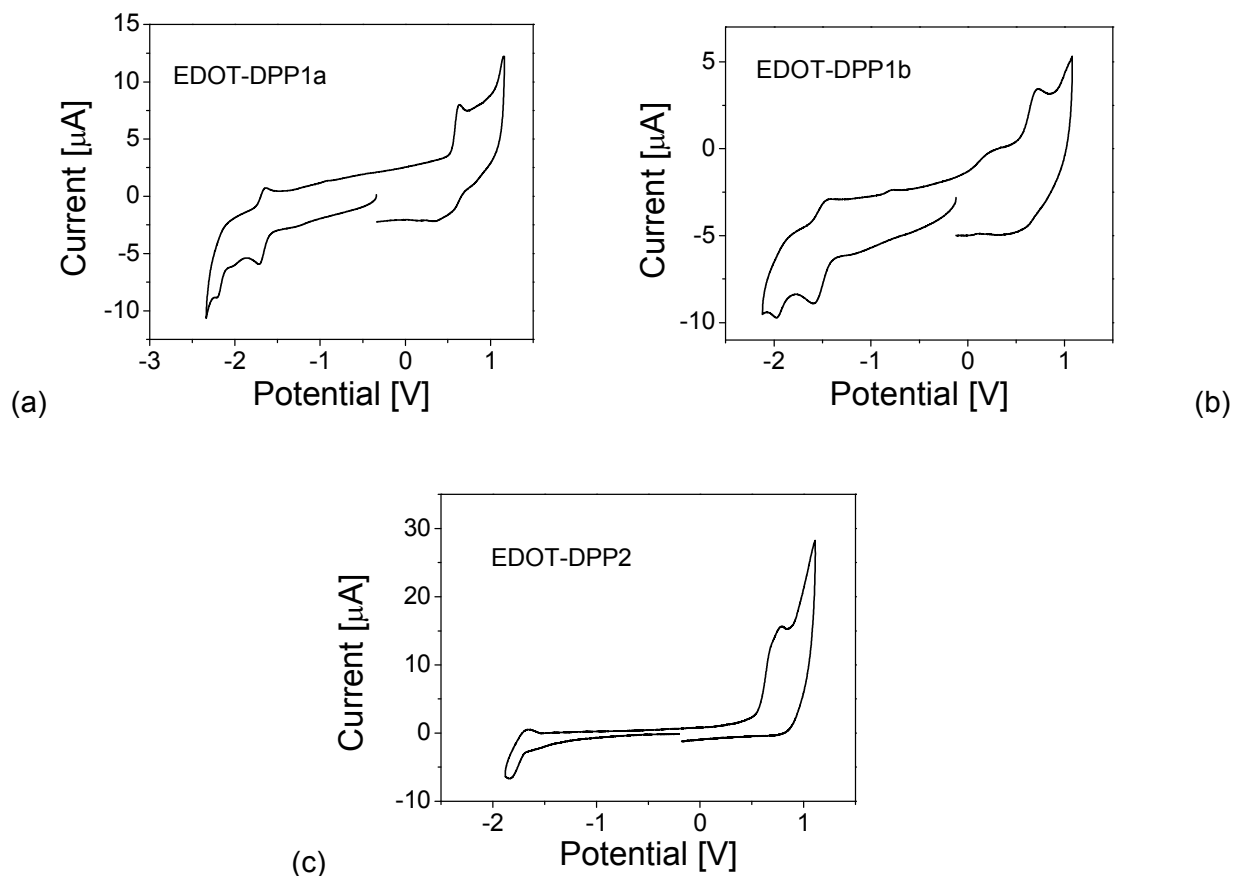 EDOT-DPP1a
Current [μA]
15
10
5
0
-5
-10
-3
-2
-1
0
1
Potential [V]
(a)
EDOT-DPP1b
Current [μA]
5
0
-5
-10
-2
-1
0
1
Potential [V]
(b)
EDOT-DPP2
Current [μA]
30
20
10
0
-10
-2
-1
0
1
Potential [V]
(c)